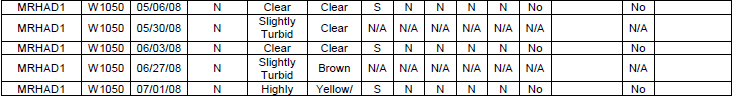 MRHAD1 W1050 05/06/08 N Clear Clear S N N N N No No
MRHAD1 W1050 05/30/08 N Slightly Turbid Clear N/A N/A N/A N/A N/A N/A N/A
MRHAD1 W1050 06/03/08 N Clear Clear S N N N N No No
MRHAD1 W1050 06/27/08 N Slightly Turbid Brown N/A N/A N/A N/A N/A N/A N/A
MRHAD1 W1050 07/01/08 N Highly Yellow/ S N N N N No No